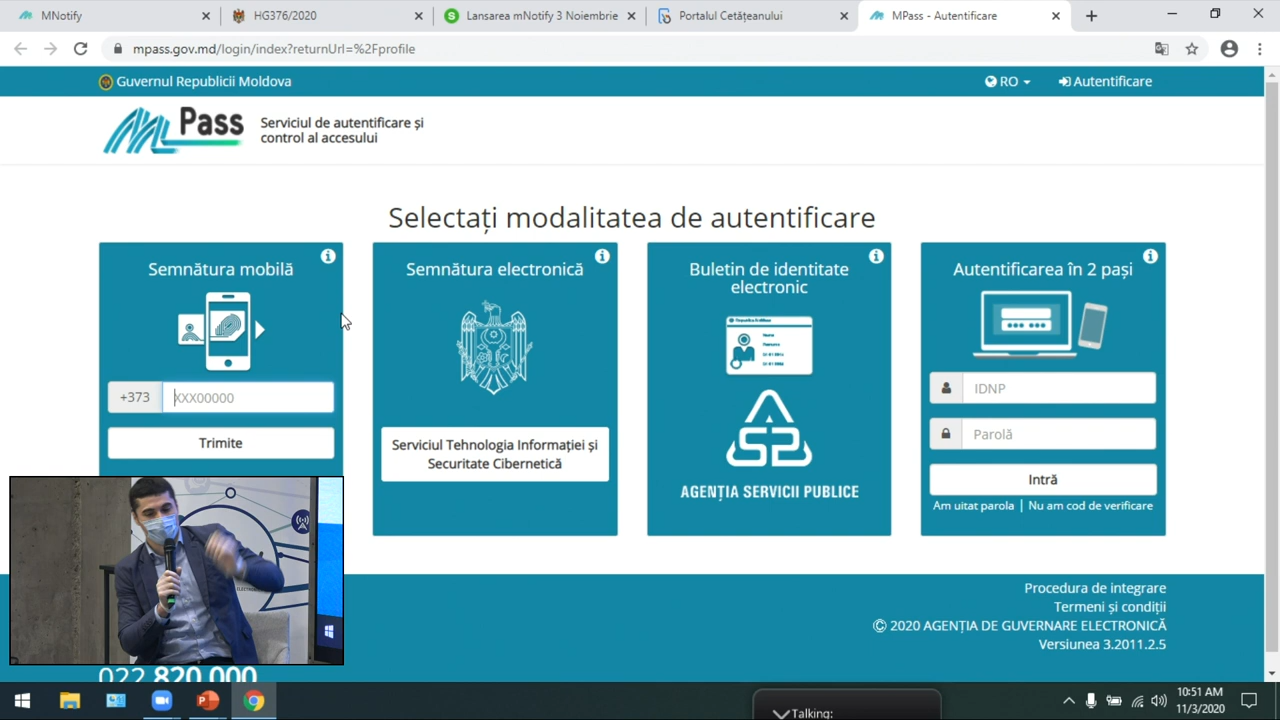 MNotify
HG376/2020
Lansarea mNotify 3 Noiembrie
Portalul Cetățeanului
MPass - Autentificare
mpass.gov.md/login/index?returnUrl=%2Fprofile
Guvernul Republicii Moldova
RO
Autentificare
MPass
Serviciul de autentificare și
control al accesului
Selectați modalitatea de autentificare
Semnătura mobilă
+373
XXX00000
Trimite
Semnătura electronică
Serviciul Tehnologia Informației și
Securitate Cibernetică
Buletin de identitate
electronic
ASP
AGENȚIA SERVICII PUBLICE
Autentificarea în 2 pași
IDNP
Parolă
Intră
Am uitat parola | Nu am cod de verificare
Procedura de integrare
Termeni și condiții
© 2020 AGENȚIA DE GUVERNARE ELECTRONICĂ
Versiunea 3.2011.2.5
022 820 000
Talking:
10:51 AM
11/3/2020